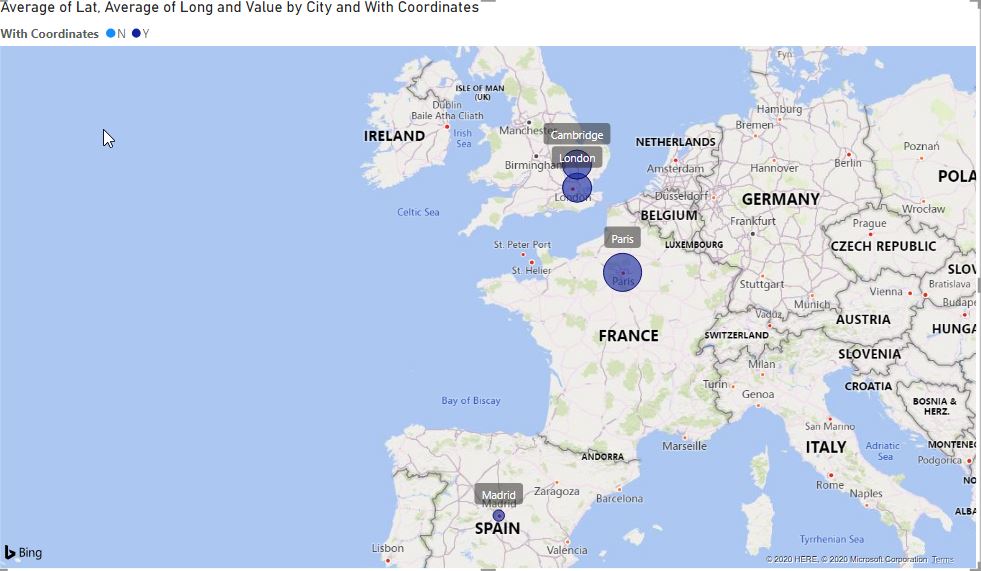 Average of Lat, Average of Long and Value by City and With Coordinates
With Coordinates N Y
Fyn
ISLE OF MAN
(UK)
Dublin
Baile Atha Cliath
Hamburg
Bremen
IRELAND
Irish
Sea
Manchester
Cambridge
NETHERLANDS
Poznań
Birmingham
London
Amsterdam
Hannover
Berlin
POLA
London
Düsseldorf
GERMANY
Wrocław
Celtic Sea
BELGIUM
Frankfurt
Prague
St. Peter Port
Paris
LUXEMBOURG
CZECH REPUBLIC
St. Helier
Paris
Stuttgart
SLOV
Vienna
Bratislava
Munich
Budape
Vaduz
AUSTRIA
FRANCE
SWITZERLAND
HUNGA
Milan
SLOVENIA
Turin
CROATIA
Genoa
Bay of Biscay
BOSNIA &
HERZ.
San Marino
Marseille
ITALY
Adriatic
Sea
MONTENEG
ANDORRA
Podgorica
Rome
NO
Madrid
Madrid
Zaragoza
Barcelona
Naples
ALBA
SPAIN
Lisbon
Valencia
Tyrrhenian Sea
Bing
© 2020 HERE, © 2020 Microsoft Corporation Terms